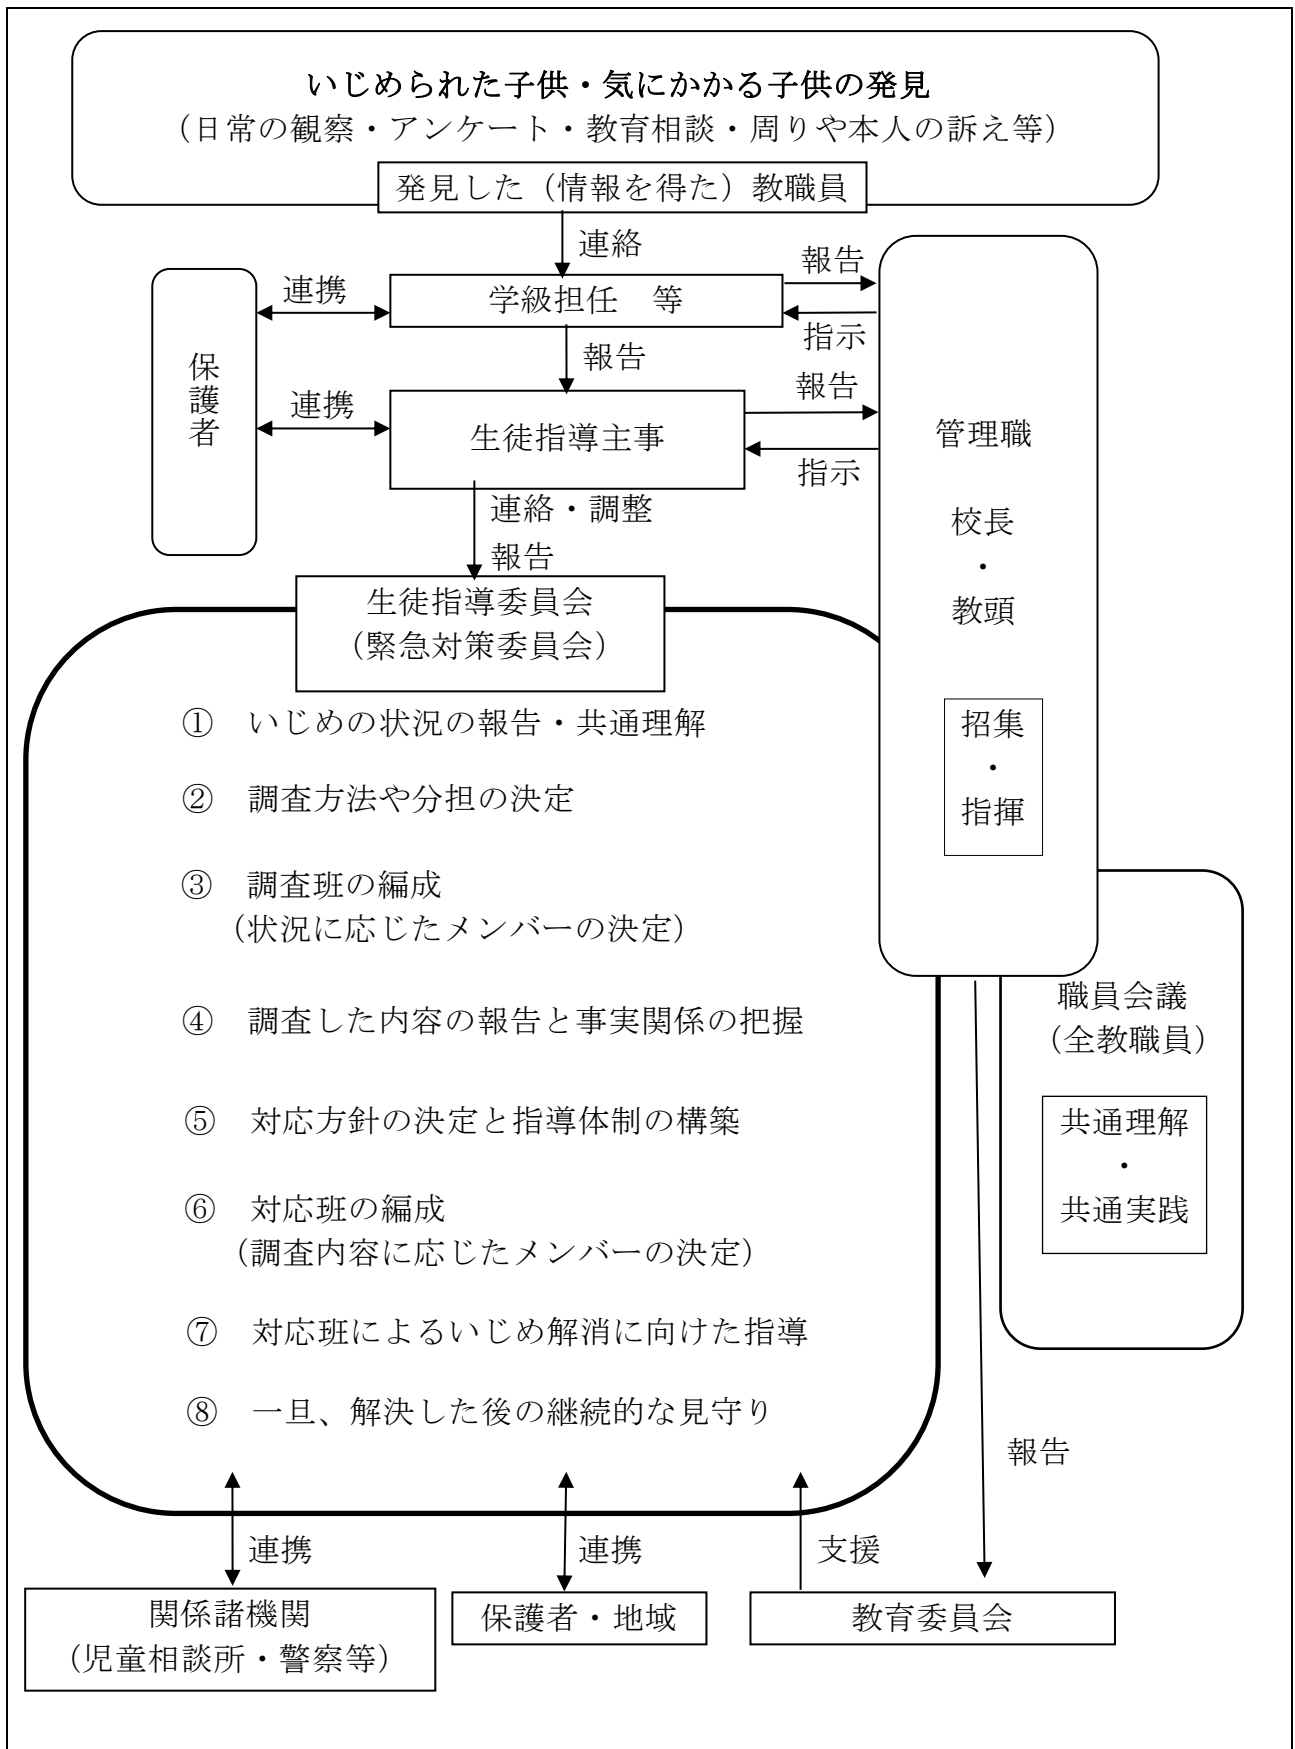 いじめられた子供・気にかかる子供の発見
（日常の観察・アンケート・教育相談・周りや本人の訴え等）
発見した（情報を得た）教職員
連絡
報告
連携
学級担任　等
指示
保護者
報告
報告
連携
生徒指導主事
指示
管理職
連絡・調整
報告
校長
・
教頭
生徒指導委員会
（緊急対策委員会）
招集
・
指揮
①　いじめの状況の報告・共通理解
②　調査方法や分担の決定
③　調査班の編成
（状況に応じたメンバーの決定）
④　調査した内容の報告と事実関係の把握
⑤　対応方針の決定と指導体制の構築
⑥　対応班の編成
（調査内容に応じたメンバーの決定）
⑦　対応班によるいじめ解消に向けた指導
⑧　一旦、解決した後の継続的な見守り
職員会議
（全教職員）
共通理解
・
共通実践
報告
連携
連携
支援
関係諸機関
（児童相談所・警察等）
保護者・地域
教育委員会